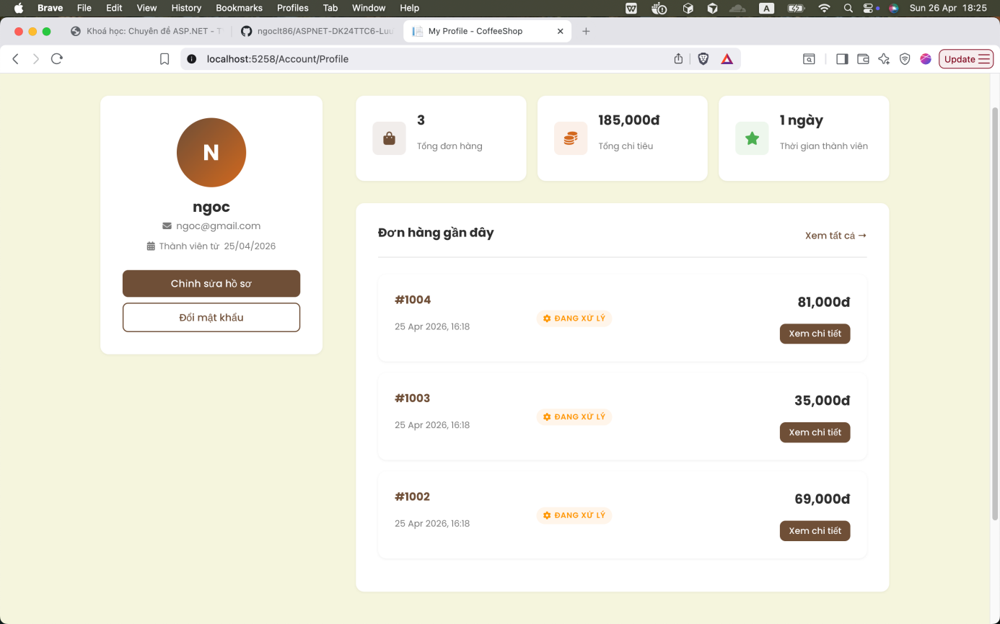 Brave File Edit View History Bookmarks Profiles Tab Window Help
A
Sun 26 Apr 18:25
Khoá học: Chuyên đề ASP.NET - T
ngoclt86/ASPNET-DK24TTC6-Luu
My Profile - CoffeeShop
localhost:5258/Account/Profile
Update
N
ngoc
ngoc@gmail.com
Thành viên từ 25/04/2026
Chỉnh sửa hồ sơ
Đổi mật khẩu
3
Tổng đơn hàng
185,000đ
Tổng chi tiêu
1 ngày
Thời gian thành viên
Đơn hàng gần đây
Xem tất cả →
#1004
25 Apr 2026, 16:18
ĐANG XỬ LÝ
81,000đ
Xem chi tiết
#1003
25 Apr 2026, 16:18
ĐANG XỬ LÝ
35,000đ
Xem chi tiết
#1002
25 Apr 2026, 16:18
ĐANG XỬ LÝ
69,000đ
Xem chi tiết